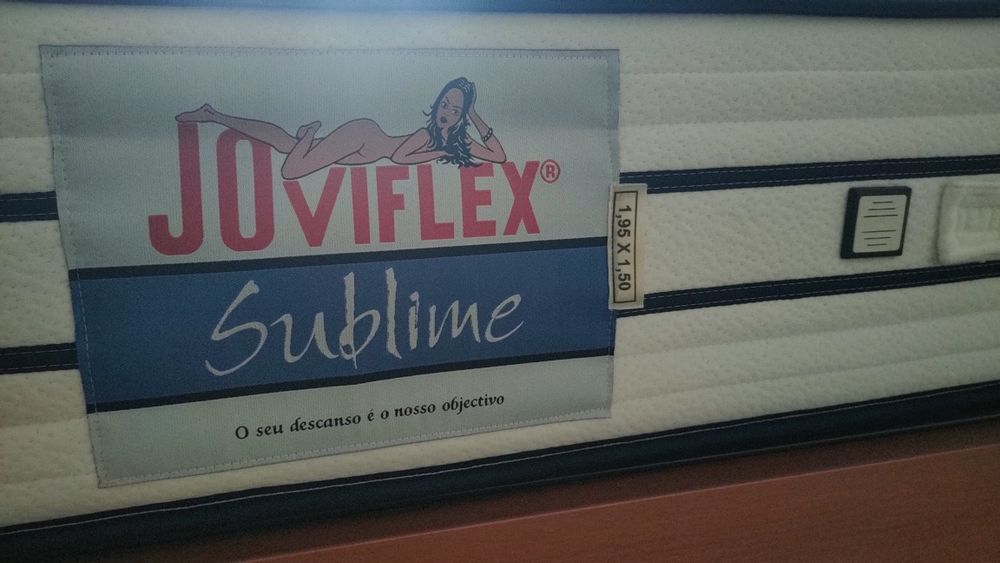 JOVIFLEX®
Sublime
O seu descanso é o nosso objectivo
1,95 X 1,50